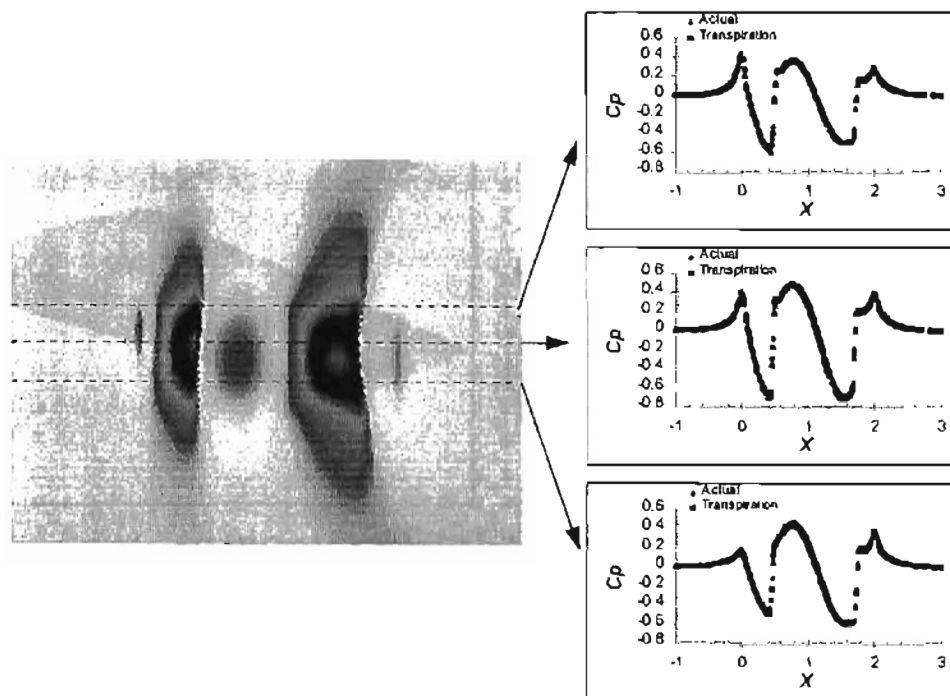 Actual
Transpiration
0.6
0.4
0.2
0
-0.2
-0.4
-0.6
-0.8
Cp
-1 0 1 2 3
X
Actual
Transpiration
0.6
0.4
0.2
0
-0.2
-0.4
-0.6
-0.8
Cp
-1 0 1 2 3
X
Actual
Transpiration
0.6
0.4
0.2
0
-0.2
-0.4
-0.6
-0.8
Cp
-1 0 1 2 3
X